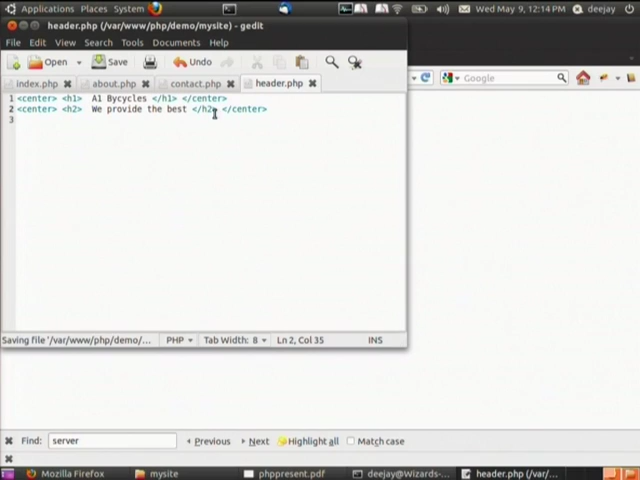 Applications Places System
Wed May 9, 12:14 PM deejay
header.php (/var/www/php/demo/mysite) - gedit
File Edit View Search Tools Documents Help
Open Save Undo
index.php about.php contact.php header.php
Google
1 <center> <h1> A1 Bycycles </h1> </center>
2 <center> <h2> We provide the best </h2> </center>
3
Saving file '/var/www/php/demo/... PHP Tab Width: 8 Ln 2, Col 35 INS
Find: server Previous Next Highlight all Match case
Mozilla Firefox mysite phppresent.pdf deejay@Wizards-... header.php (/var/...